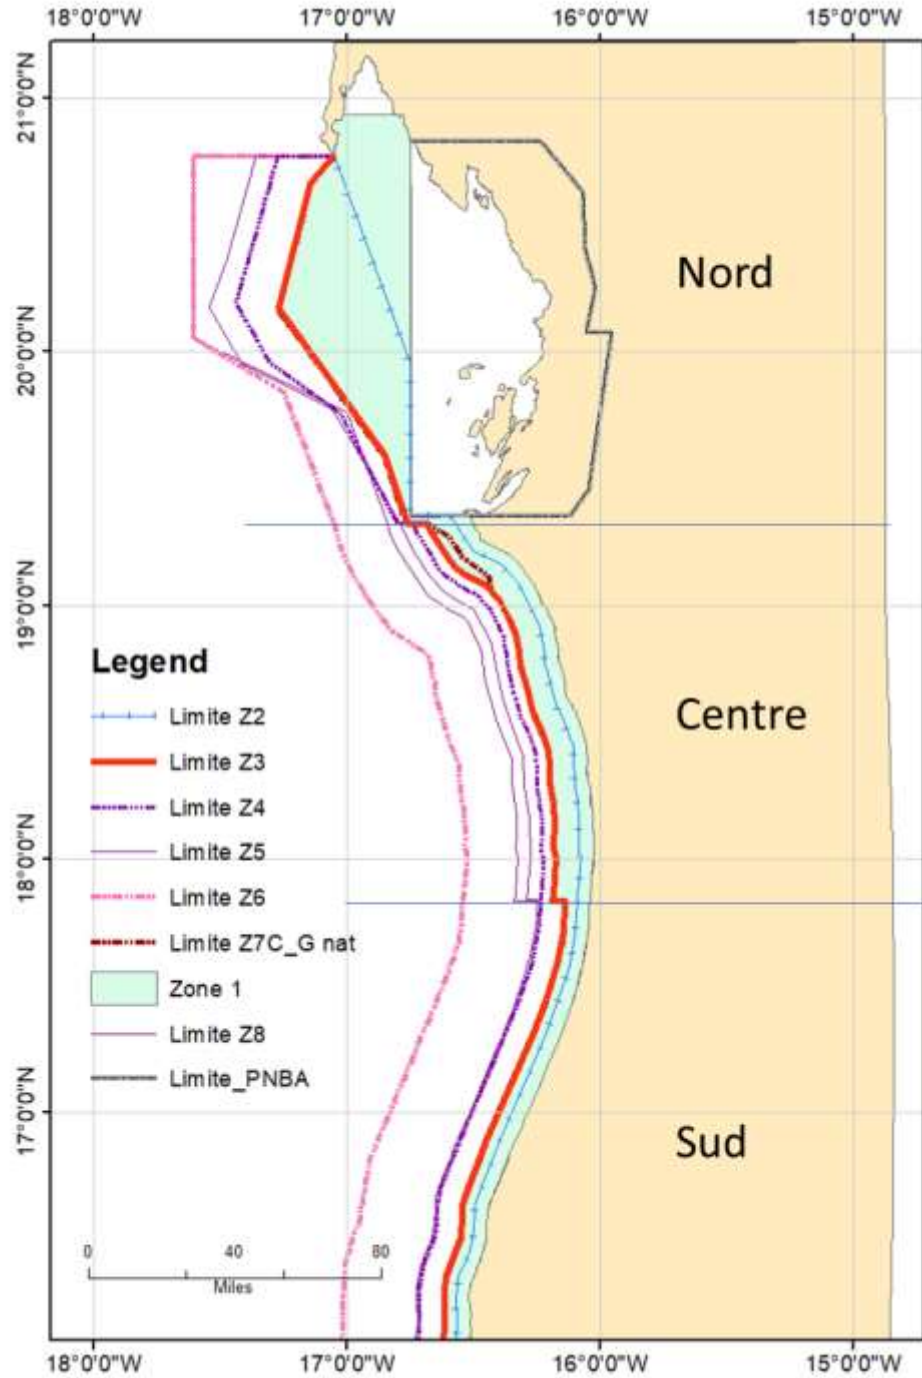 18°0'0"W 17°0'0"W 16°0'0"W 15°0'0"W
21°0'0"N
20°0'0"N
19°0'0"N
18°0'0"N
17°0'0"N
Nord
Centre
Sud
Legend
Limite Z2
Limite Z3
Limite Z4
Limite Z5
Limite Z6
Limite Z7C_G nat
Zone 1
Limite Z8
Limite_PNBA
0 40 80
Miles
18°0'0"W 17°0'0"W 16°0'0"W 15°0'0"W